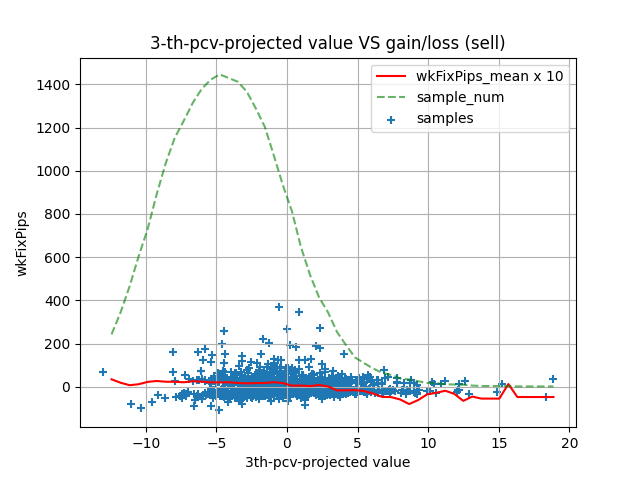 3-th-pcv-projected value VS gain/loss (sell)
wkFixPips_mean x 10
sample_num
samples
wkFixPips
1400
1200
1000
800
600
400
200
0
−10
−5
0
5
10
15
20
3th-pcv-projected value